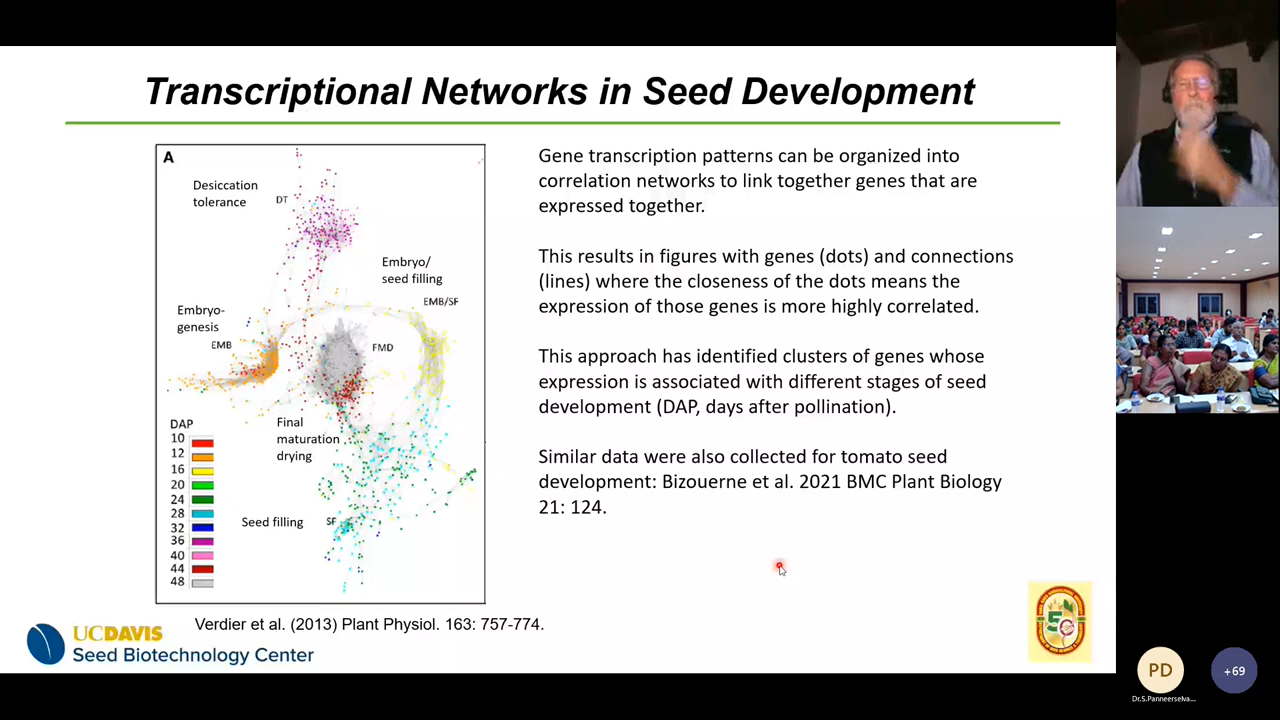 Transcriptional Networks in Seed Development
A
Desiccation
tolerance
DT
Embryo/
seed filling
EMB/SF
Embryo-
genesis
EMB
FMD
Final
maturation
drying
DAP
10
12
16
20
24
28
32
36
40
44
48
Seed filling
SF
Gene transcription patterns can be organized into
correlation networks to link together genes that are
expressed together.
This results in figures with genes (dots) and connections
(lines) where the closeness of the dots means the
expression of those genes is more highly correlated.
This approach has identified clusters of genes whose
expression is associated with different stages of seed
development (DAP, days after pollination).
Similar data were also collected for tomato seed
development: Bizouerne et al. 2021 BMC Plant Biology
21: 124.
Verdier et al. (2013) Plant Physiol. 163: 757-774.
UCDAVIS
Seed Biotechnology Center
PD
+69
Dr.S.Panneerselva...